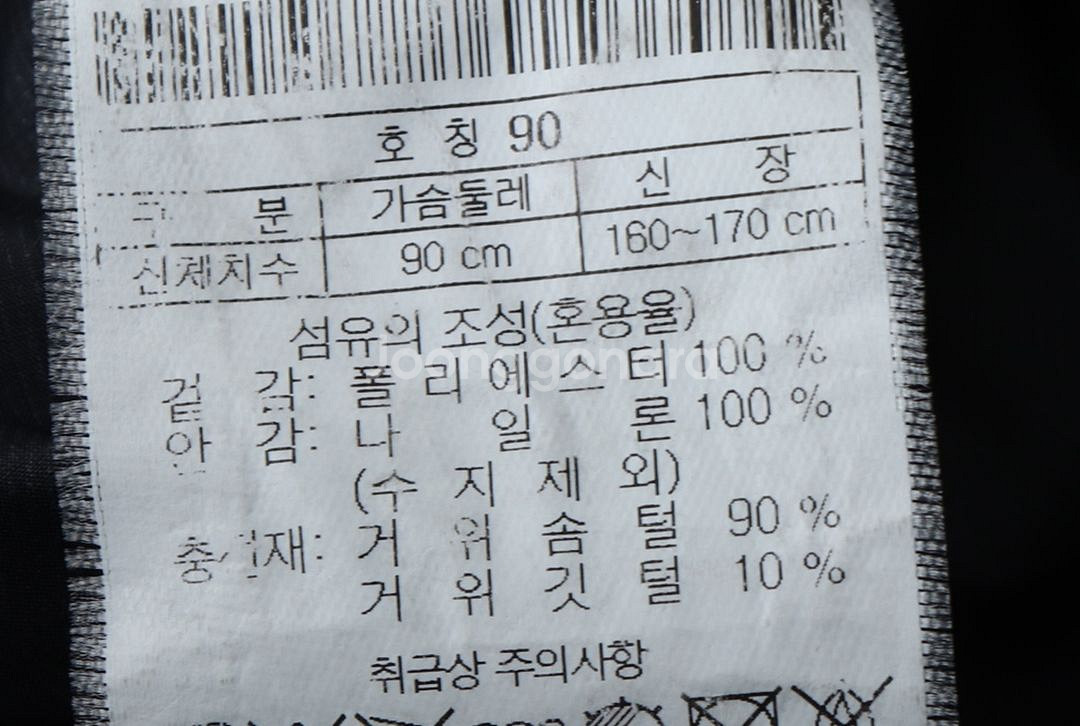 호 칭 90
구 분 가슴둘레 신 장
신체치수 90 cm 160~170 cm
섬유의 조성(혼용율)
겉 감: 폴 리 에 스 터 100 %
안 감: 나 일 론 100 %
(수 지 제 외)
충전재: 거 위 솜 털 90 %
거 위 깃 털 10 %
취급상 주의사항